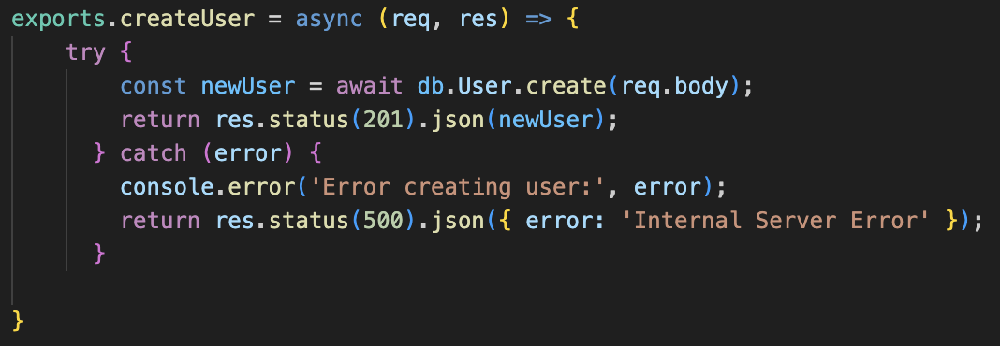 exports.createUser = async (req, res) => {
    try {
        const newUser = await db.User.create(req.body);
        return res.status(201).json(newUser);
      } catch (error) {
        console.error('Error creating user:', error);
        return res.status(500).json({ error: 'Internal Server Error' });
      }
}